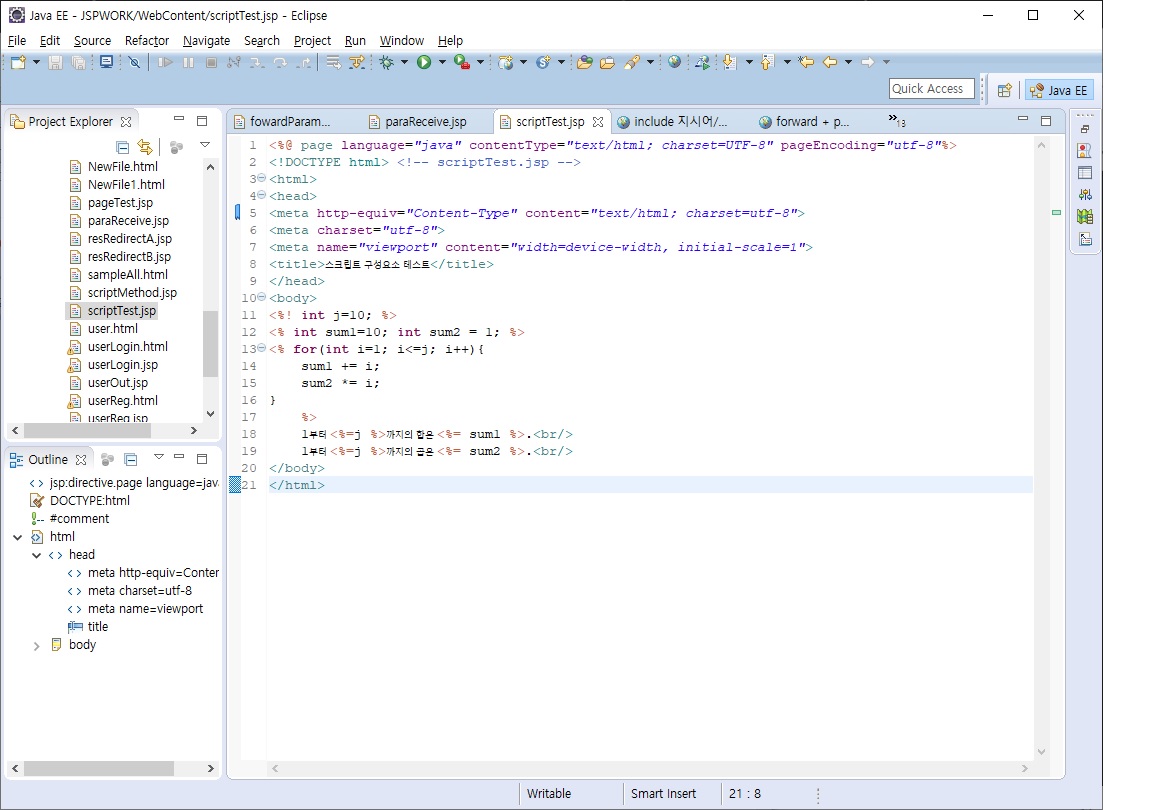 Java EE - JSPWORK/WebContent/scriptTest.jsp - Eclipse
File Edit Source Refactor Navigate Search Project Run Window Help
Quick Access
Java EE
Project Explorer
NewFile.html
NewFile1.html
pageTest.jsp
paraReceive.jsp
resRedirectA.jsp
resRedirectB.jsp
sampleAll.html
scriptMethod.jsp
scriptTest.jsp
user.html
userLogin.html
userLogin.jsp
userOut.jsp
userReg.html
userReg.jsp
Outline
jsp:directive.page language=java
DOCTYPE:html
#comment
html
head
meta http-equiv=Conter
meta charset=utf-8
meta name=viewport
title
body
fowardParam... paraReceive.jsp scriptTest.jsp include 지시어/... forward + p... »13
1 <%@ page language="java" contentType="text/html; charset=UTF-8" pageEncoding="utf-8"%>
2 <!DOCTYPE html> <!-- scriptTest.jsp -->
3 <html>
4 <head>
5 <meta http-equiv="Content-Type" content="text/html; charset=utf-8">
6 <meta charset="utf-8">
7 <meta name="viewport" content="width=device-width, initial-scale=1">
8 <title>스크립트 구성요소 테스트</title>
9 </head>
10 <body>
11 <%! int j=10; %>
12 <% int sum1=10; int sum2 = 1; %>
13 <% for(int i=1; i<=j; i++){
14 sum1 += i;
15 sum2 *= i;
16 }
17 %>
18 1부터 <%=j %>까지의 합은 <%= sum1 %>.<br/>
19 1부터 <%=j %>까지의 곱은 <%= sum2 %>.<br/>
20 </body>
21 </html>
Writable Smart Insert 21 : 8